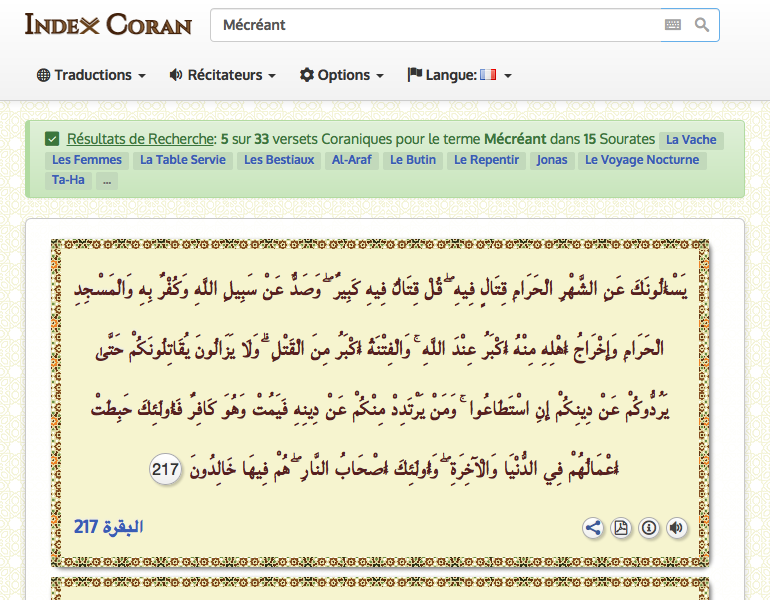 INDEX CORAN
Mécréant
Traductions
Récitateurs
Options
Langue:
Résultats de Recherche: 5 sur 33 versets Coraniques pour le terme Mécréant dans 15 Sourates La Vache
Les Femmes La Table Servie Les Bestiaux Al-Araf Le Butin Le Repentir Jonas Le Voyage Nocturne
Ta-Ha ...
يَسْـَٔلُونَكَ عَنِ الشَّهْرِ الْحَرَامِ قِتَالٍ فِيهِ ۖ قُلْ قِتَالٌ فِيهِ كَبِيرٌ ۖ وَصَدٌّ عَنْ سَبِيلِ اللَّهِ وَكُفْرٌ بِهِ وَالْمَسْجِدِ
الْحَرَامِ وَإِخْرَاجُ أَهْلِهِ مِنْهُ أَكْبَرُ عِنْدَ اللَّهِ ۚ وَالْفِتْنَةُ أَكْبَرُ مِنَ الْقَتْلِ ۗ وَلَا يَزَالُونَ يُقَاتِلُونَكُمْ حَتَّىٰ
يَرُدُّوكُمْ عَنْ دِينِكُمْ إِنِ اسْتَطَاعُوا ۚ وَمَنْ يَرْتَدِدْ مِنْكُمْ عَنْ دِينِهِ فَيَمُتْ وَهُوَ كَافِرٌ فَأُولَٰئِكَ حَبِطَتْ
أَعْمَالُهُمْ فِي الدُّنْيَا وَالْآخِرَةِ ۖ وَأُولَٰئِكَ أَصْحَابُ النَّارِ ۖ هُمْ فِيهَا خَالِدُونَ 217
البقرة 217